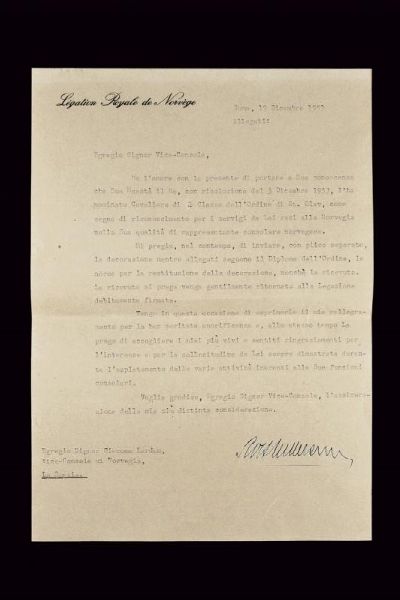 Légation Royale de Norvège
Roma, 19 Dicembre 1953
Allegati:
Egregio Signor Vice-Console,
Ho l'onore con la presente di portare a Sua conoscenza
che Sua Maestà il Re, con risoluzione del 3 Dicembre 1953, L'ha
nominato Cavaliere di 2 Classe dell'Ordine di St. Olav, come
segno di riconoscimento per i servigi da Lei resi alla Norvegia
nella Sua qualità di rappresentante consolare norvegese.
Mi pregio, nel contempo, di inviare, con plico separato,
la decorazione mentre allegati seguono il Diploma dell'Ordine, le
norme per la restituzione della decorazione, nonchè la ricevuta.
La ricevuta si prega venga gentilmente ritornata alla Legazione
debitamente firmata.
Tengo in questa occasione di esprimerLe il mio rallegra-
mento per la ben meritata onorificenza e, allo stesso tempo La
prego di accogliere i miei più vivi e sentiti ringraziamenti per
l'interesse e per la sollecitudine da Lei sempre dimostrata duran-
te l'espletamento delle varie attività inerenti alle Sue funzioni
consolari.
Voglia gradire, Egregio Signor Vice-Console, l'assicura-
zione della mia più distinta considerazione.
Egregio Signor Giacomo
Vice-Console di Norvegia,
La Spezia.